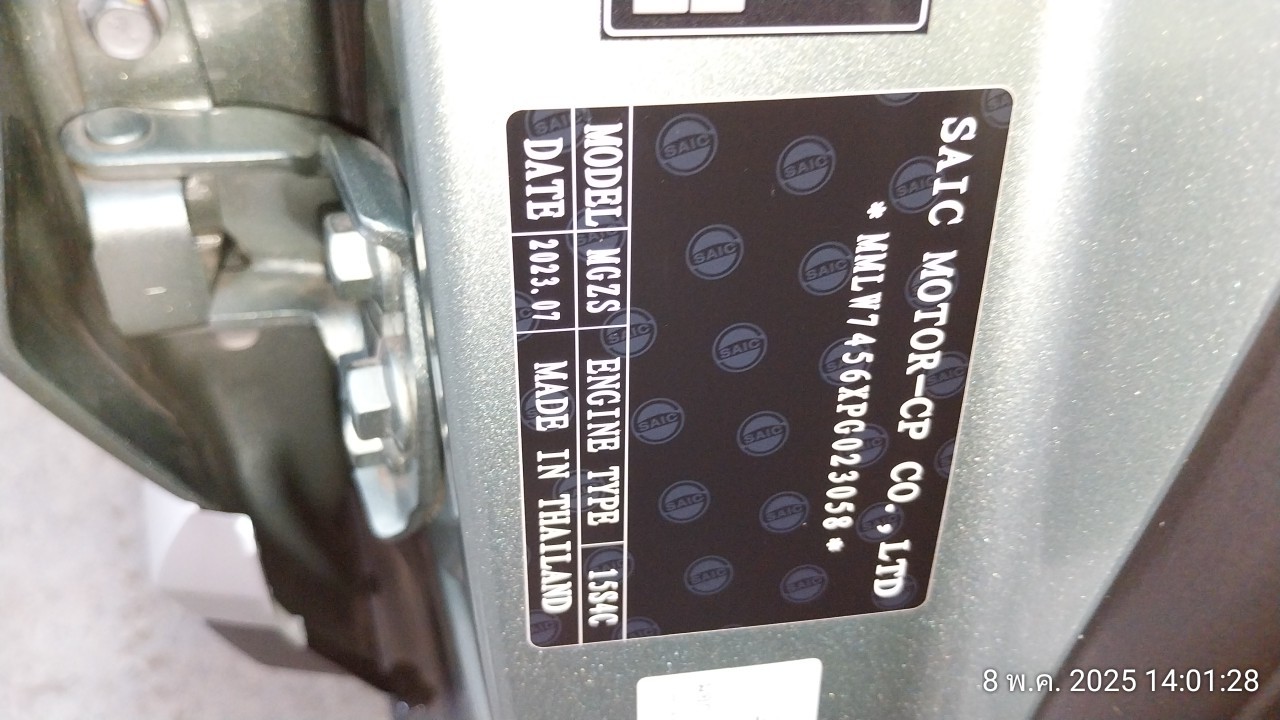 SAIC MOTOR-CP CO.,LTD
*MMLW7456XPG023058*
MODEL MGZS ENGINE TYPE 15S4C
DATE 2023.07 MADE IN THAILAND
8 พ.ค. 2025 14:01:28